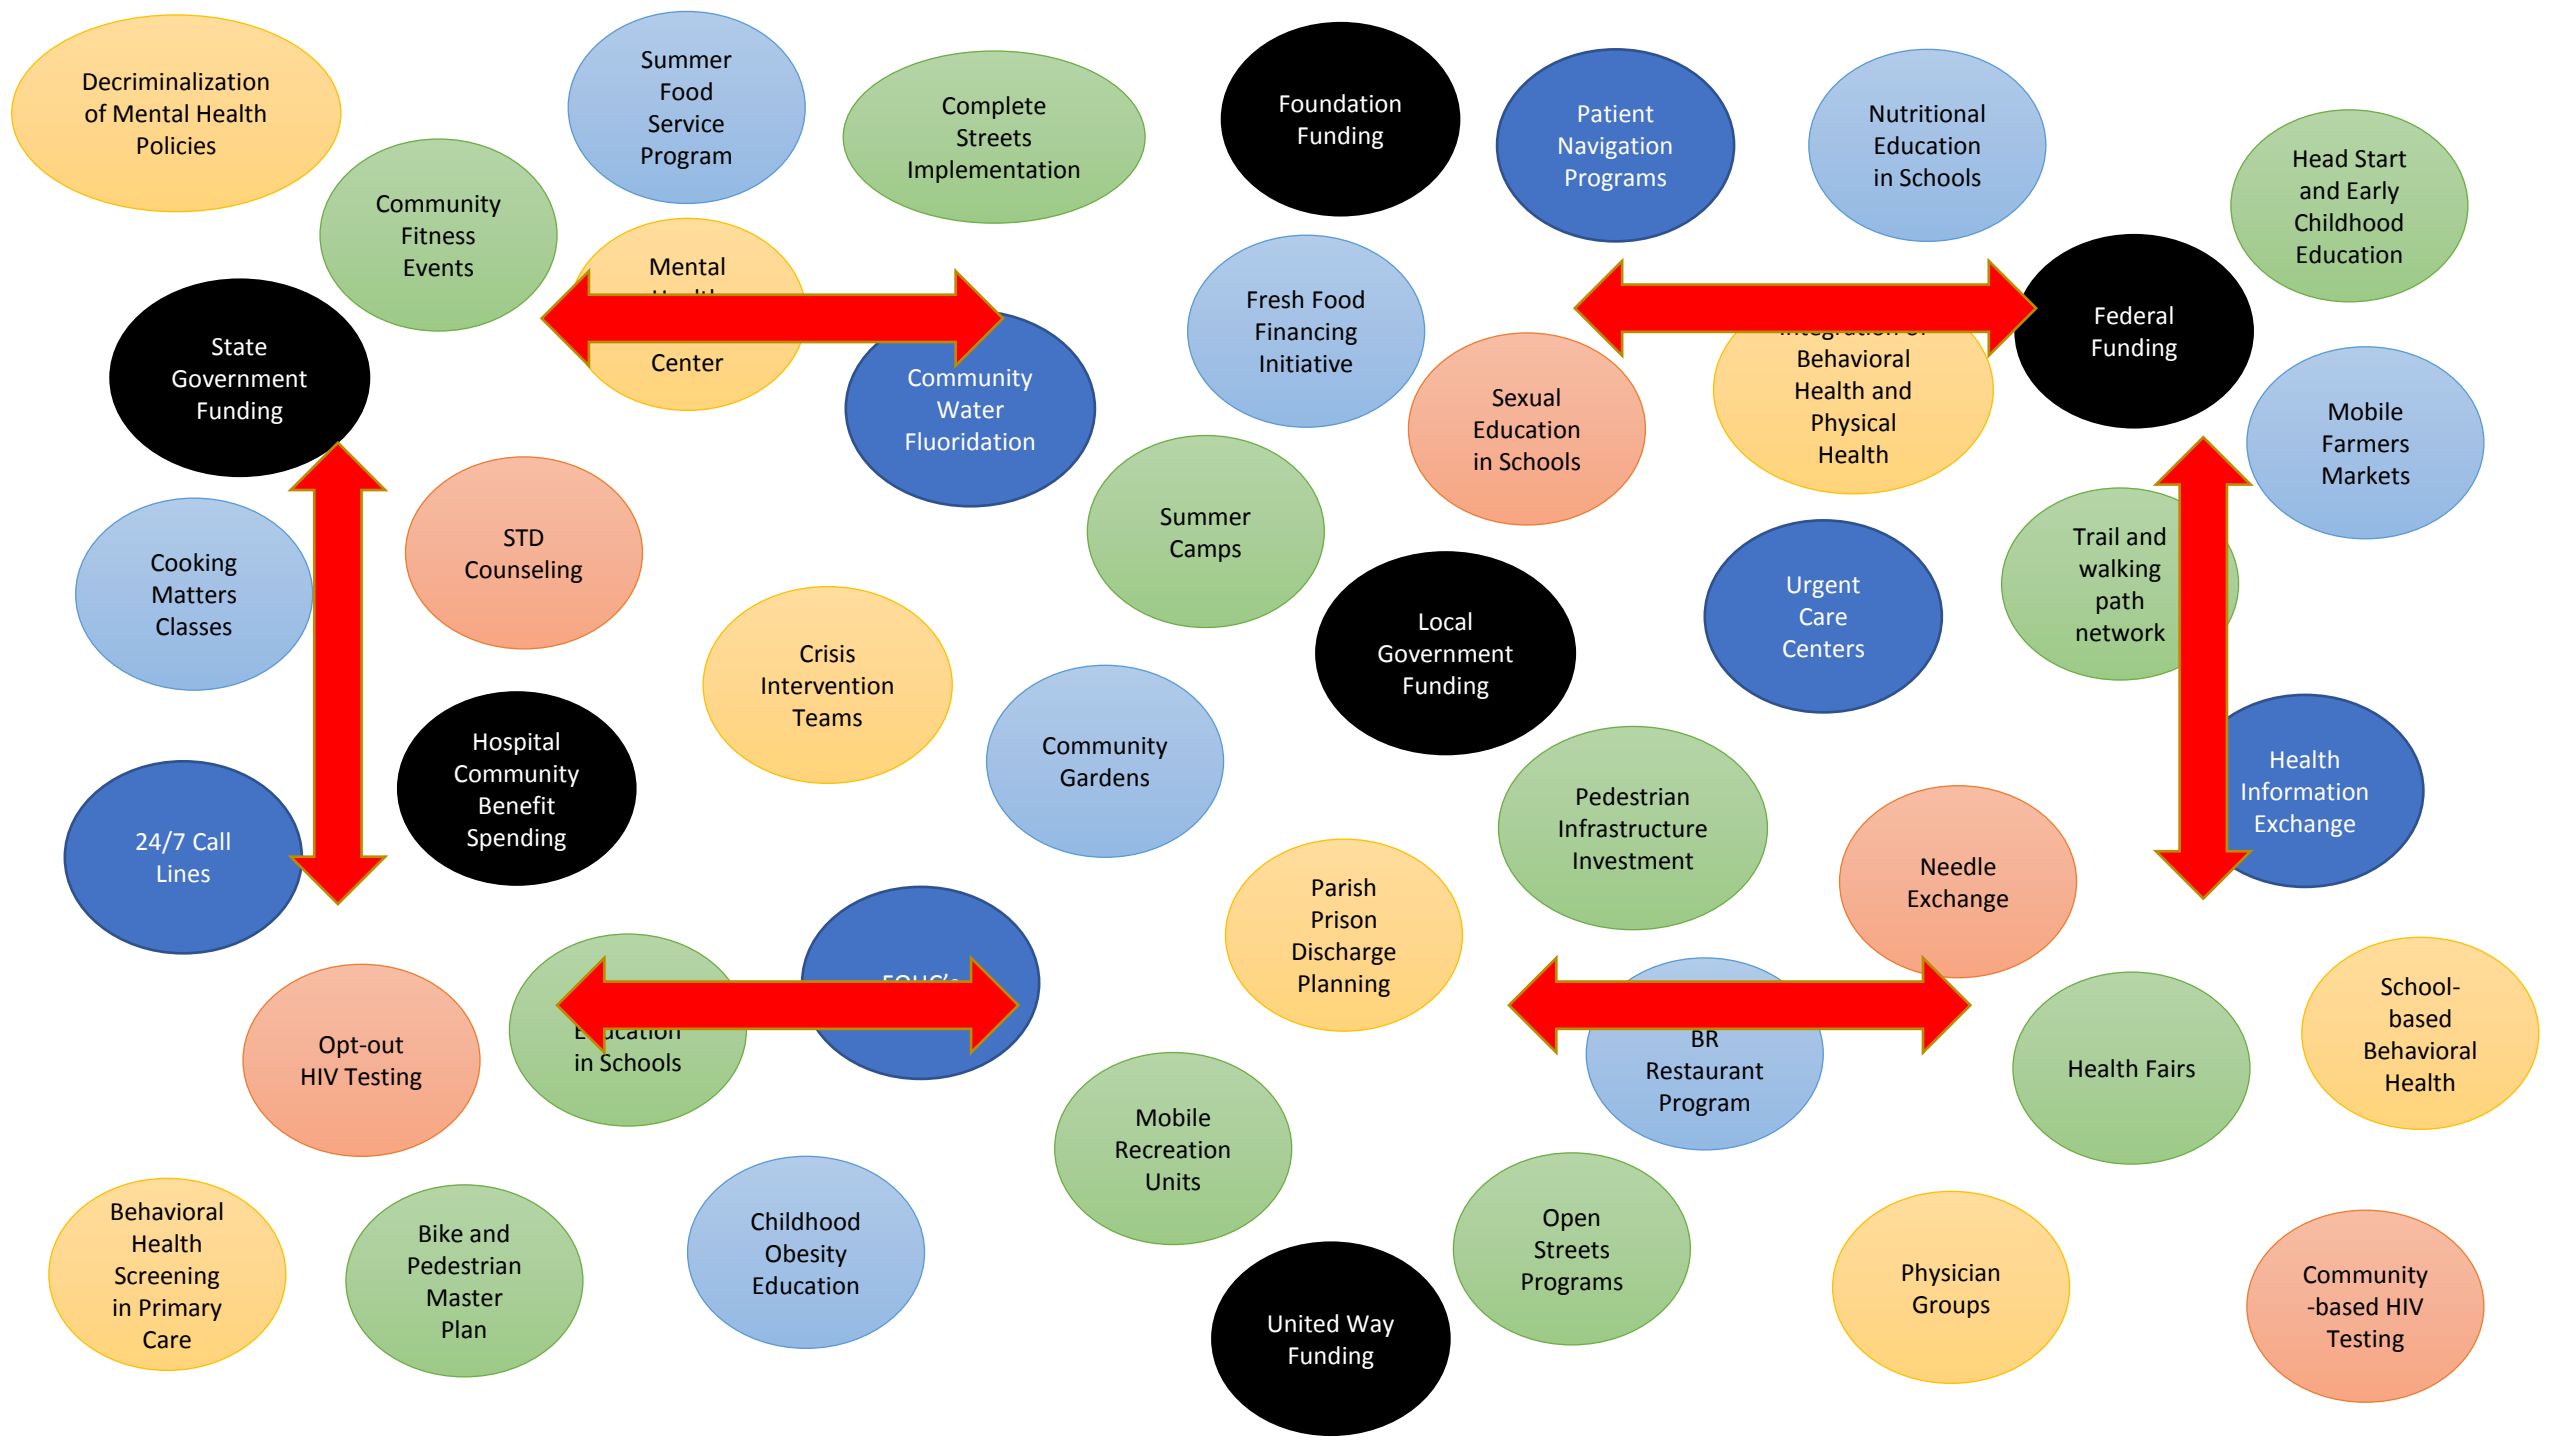 Decriminalization
of Mental Health
Policies
Summer
Food
Service
Program
Complete
Streets
Implementation
Foundation
Funding
Patient
Navigation
Programs
Nutritional
Education
in Schools
Head Start
and Early
Childhood
Education
Community
Fitness
Events
Mental
Center
State
Government
Funding
Community
Water
Fluoridation
Fresh Food
Financing
Initiative
Sexual
Education
in Schools
Integration of
Behavioral
Health and
Physical
Health
Federal
Funding
Mobile
Farmers
Markets
Cooking
Matters
Classes
STD
Counseling
Summer
Camps
Crisis
Intervention
Teams
Local
Government
Funding
Urgent
Care
Centers
Trail and
walking
path
network
Hospital
Community
Benefit
Spending
Community
Gardens
Pedestrian
Infrastructure
Investment
Health
Information
Exchange
24/7 Call
Lines
Parish
Prison
Discharge
Planning
Needle
Exchange
Opt-out
HIV Testing
Education
in Schools
FQHC's
Mobile
Recreation
Units
BR
Restaurant
Program
Health Fairs
School-
based
Behavioral
Health
Behavioral
Health
Screening
in Primary
Care
Bike and
Pedestrian
Master
Plan
Childhood
Obesity
Education
United Way
Funding
Open
Streets
Programs
Physician
Groups
Community
-based HIV
Testing